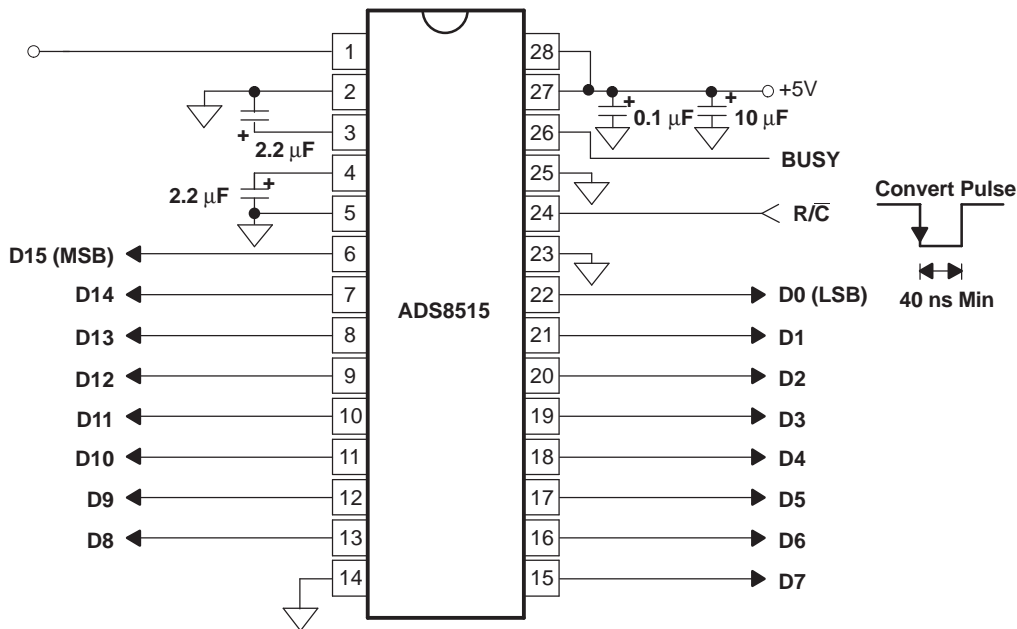 1
28
2
27
+5V
+
0.1 μF
+
10 μF
3
26
+
2.2 μF
BUSY
4
25
2.2 μF
+
Convert Pulse
5
24
R/C̅
D15 (MSB)
6
23
D14
7
22
D0 (LSB)
40 ns Min
ADS8515
D13
8
21
D1
D12
9
20
D2
D11
10
19
D3
D10
11
18
D4
D9
12
17
D5
D8
13
16
D6
14
15
D7